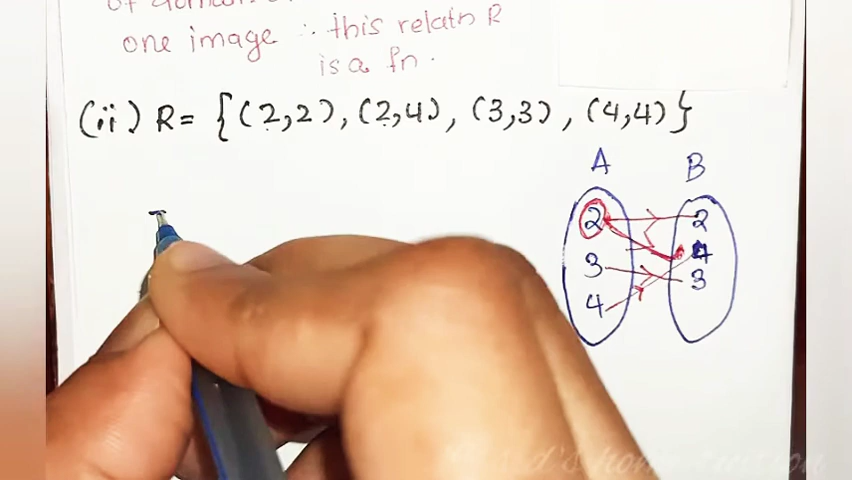 one image ∴ this relatn R
is a fn.
(ii) R = {(2,2), (2,4), (3,3), (4,4)}
A B
2 2
3 4
4 3